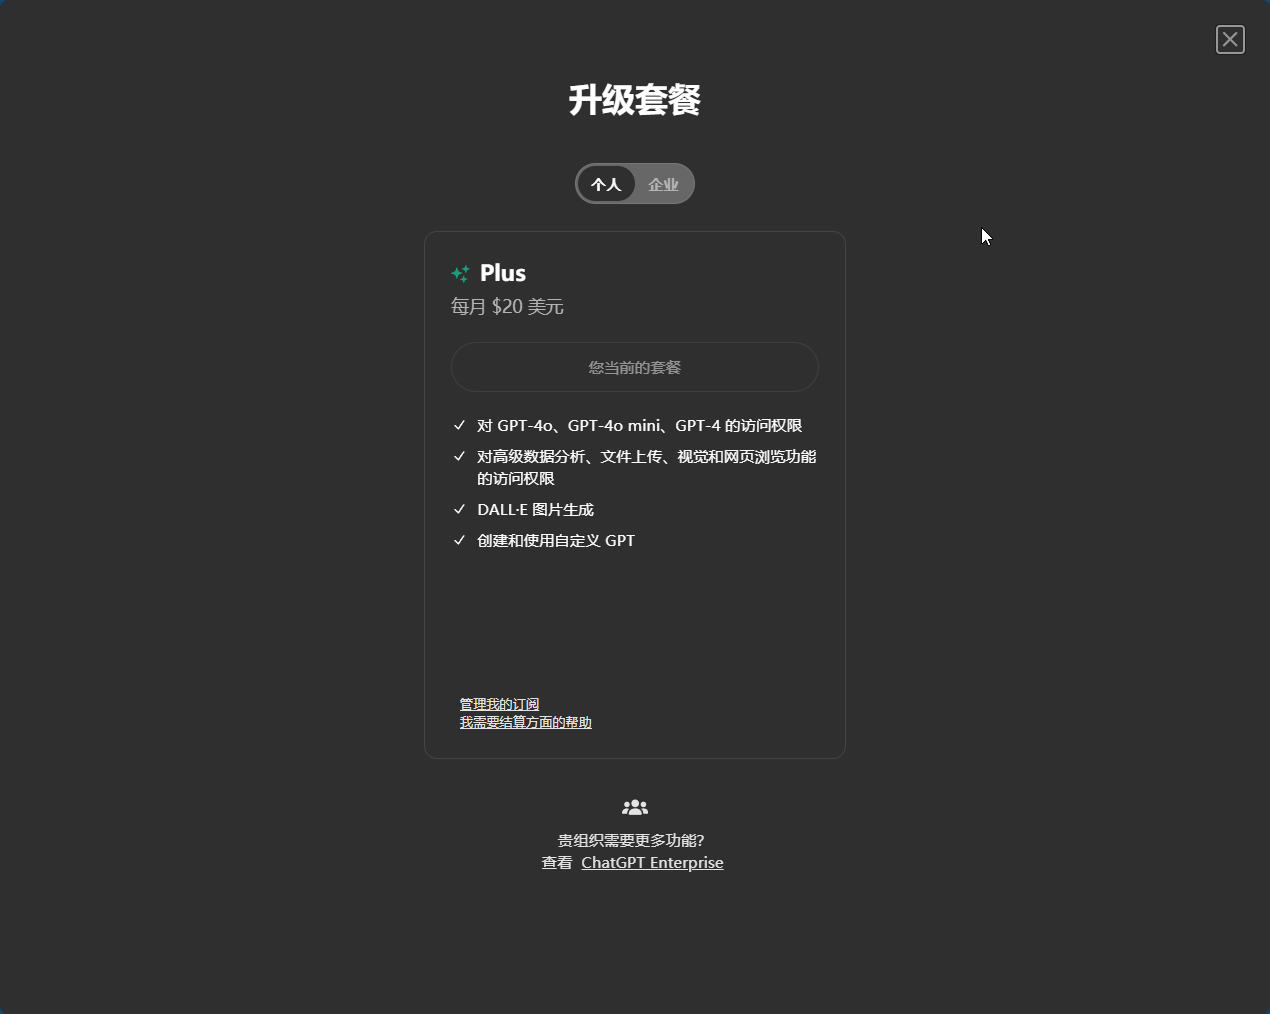 升级套餐
个人
企业
Plus
每月 $20 美元
您当前的套餐
对 GPT-4o、GPT-4o mini、GPT-4 的访问权限
对高级数据分析、文件上传、视觉和网页浏览功能
的访问权限
DALL·E 图片生成
创建和使用自定义 GPT
管理我的订阅
我需要结算方面的帮助
贵组织需要更多功能?
查看 ChatGPT Enterprise